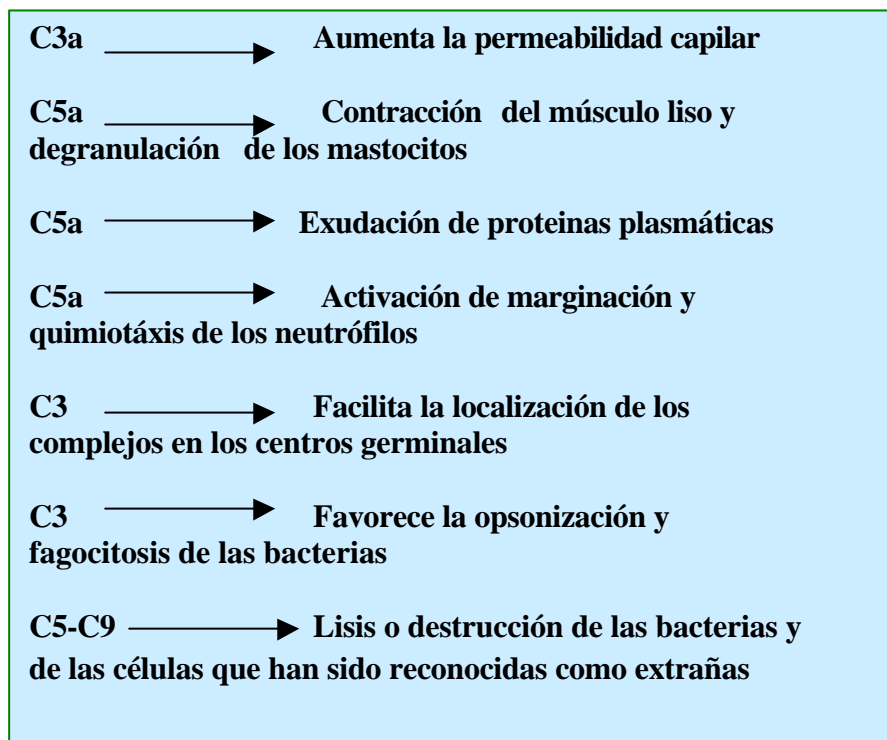 C3a Aumenta la permeabilidad capilar
C5a Contracción del músculo liso y
degranulación de los mastocitos
C5a Exudación de proteinas plasmáticas
C5a Activación de marginación y
quimiotáxis de los neutrófilos
C3 Facilita la localización de los
complejos en los centros germinales
C3 Favorece la opsonización y
fagocitosis de las bacterias
C5-C9 Lisis o destrucción de las bacterias y
de las células que han sido reconocidas como extrañas